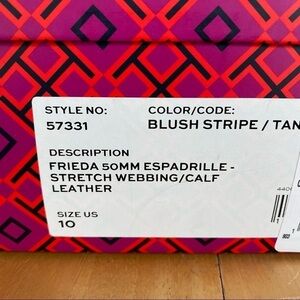 STYLE NO: COLOR/CODE:
57331 BLUSH STRIPE / TAN
DESCRIPTION
FRIEDA 50MM ESPADRILLE -
STRETCH WEBBING/CALF
LEATHER
SIZE US
10